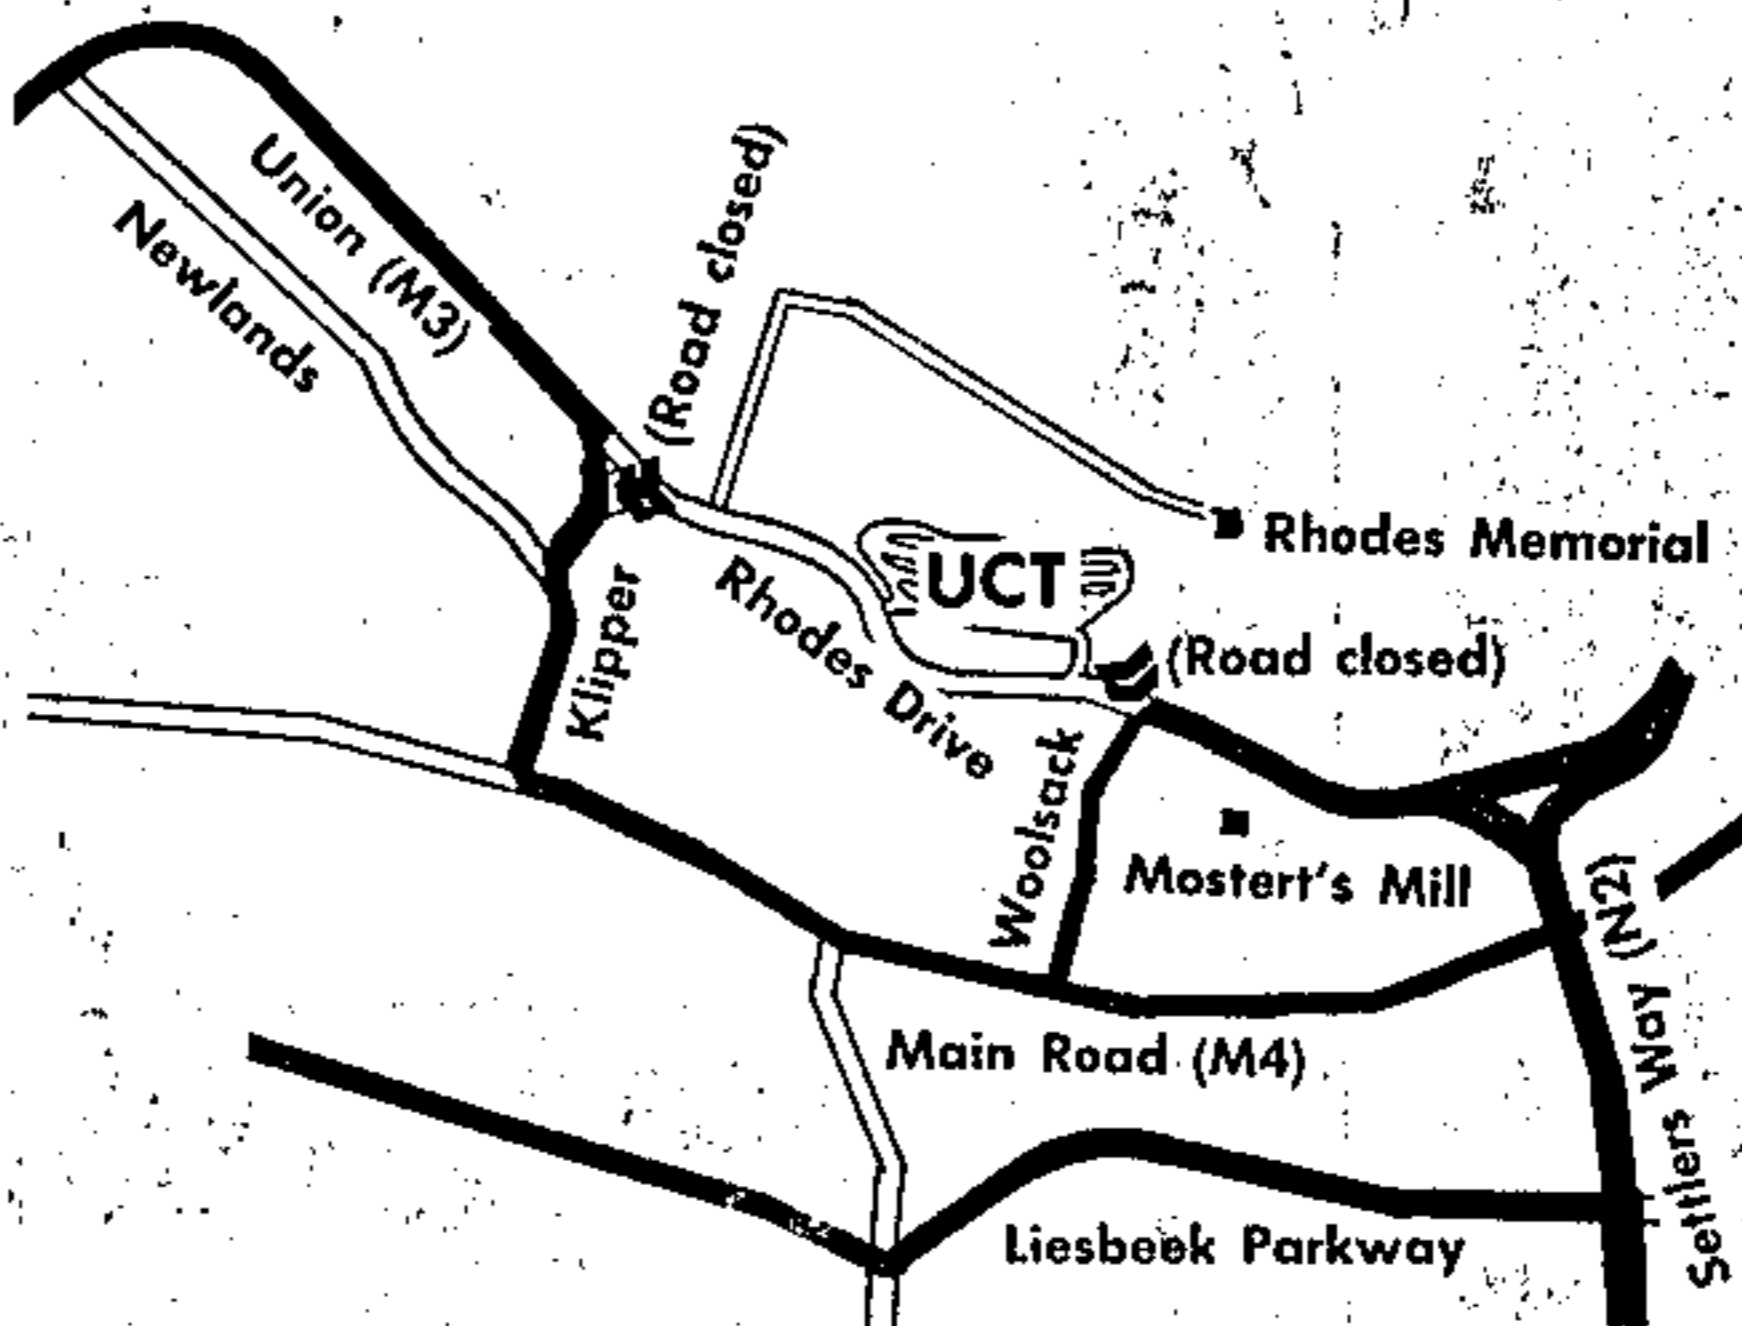 (Road closed)
Union (M3)
Newlands
Rhodes Memorial
UCT
Rhodes Drive
Klipper
(Road closed)
Woolsack
Mostert's Mill
Settlers Way (N2)
Main Road (M4)
Liesbeek Parkway